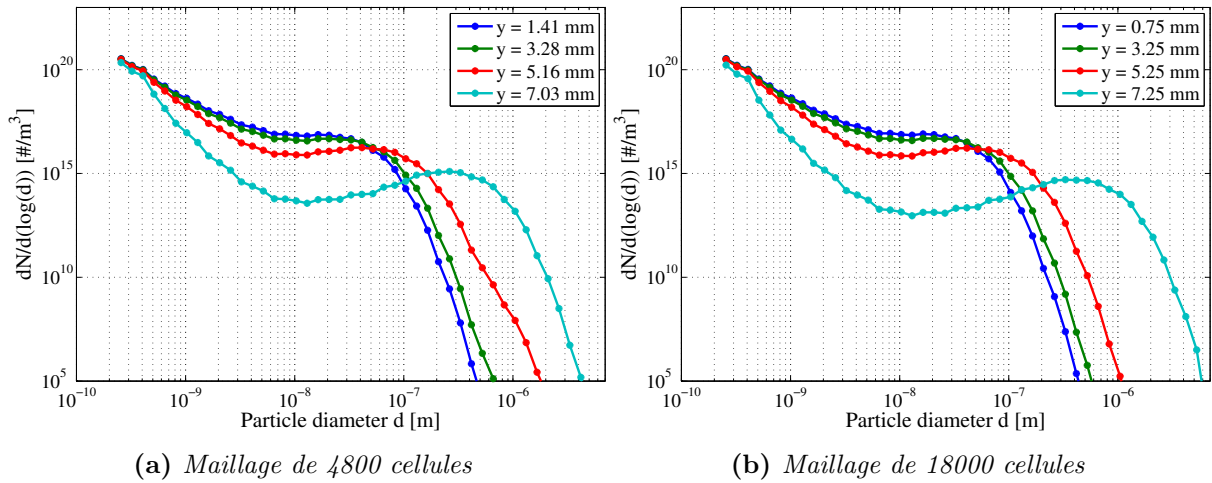 10^20
10^15
10^10
10^5
dN/d(log(d)) [#/m^3]
y = 1.41 mm
y = 3.28 mm
y = 5.16 mm
y = 7.03 mm
10^−10
10^−9
10^−8
10^−7
10^−6
Particle diameter d [m]
(a) Maillage de 4800 cellules
10^20
10^15
10^10
10^5
dN/d(log(d)) [#/m^3]
y = 0.75 mm
y = 3.25 mm
y = 5.25 mm
y = 7.25 mm
10^−10
10^−9
10^−8
10^−7
10^−6
Particle diameter d [m]
(b) Maillage de 18000 cellules